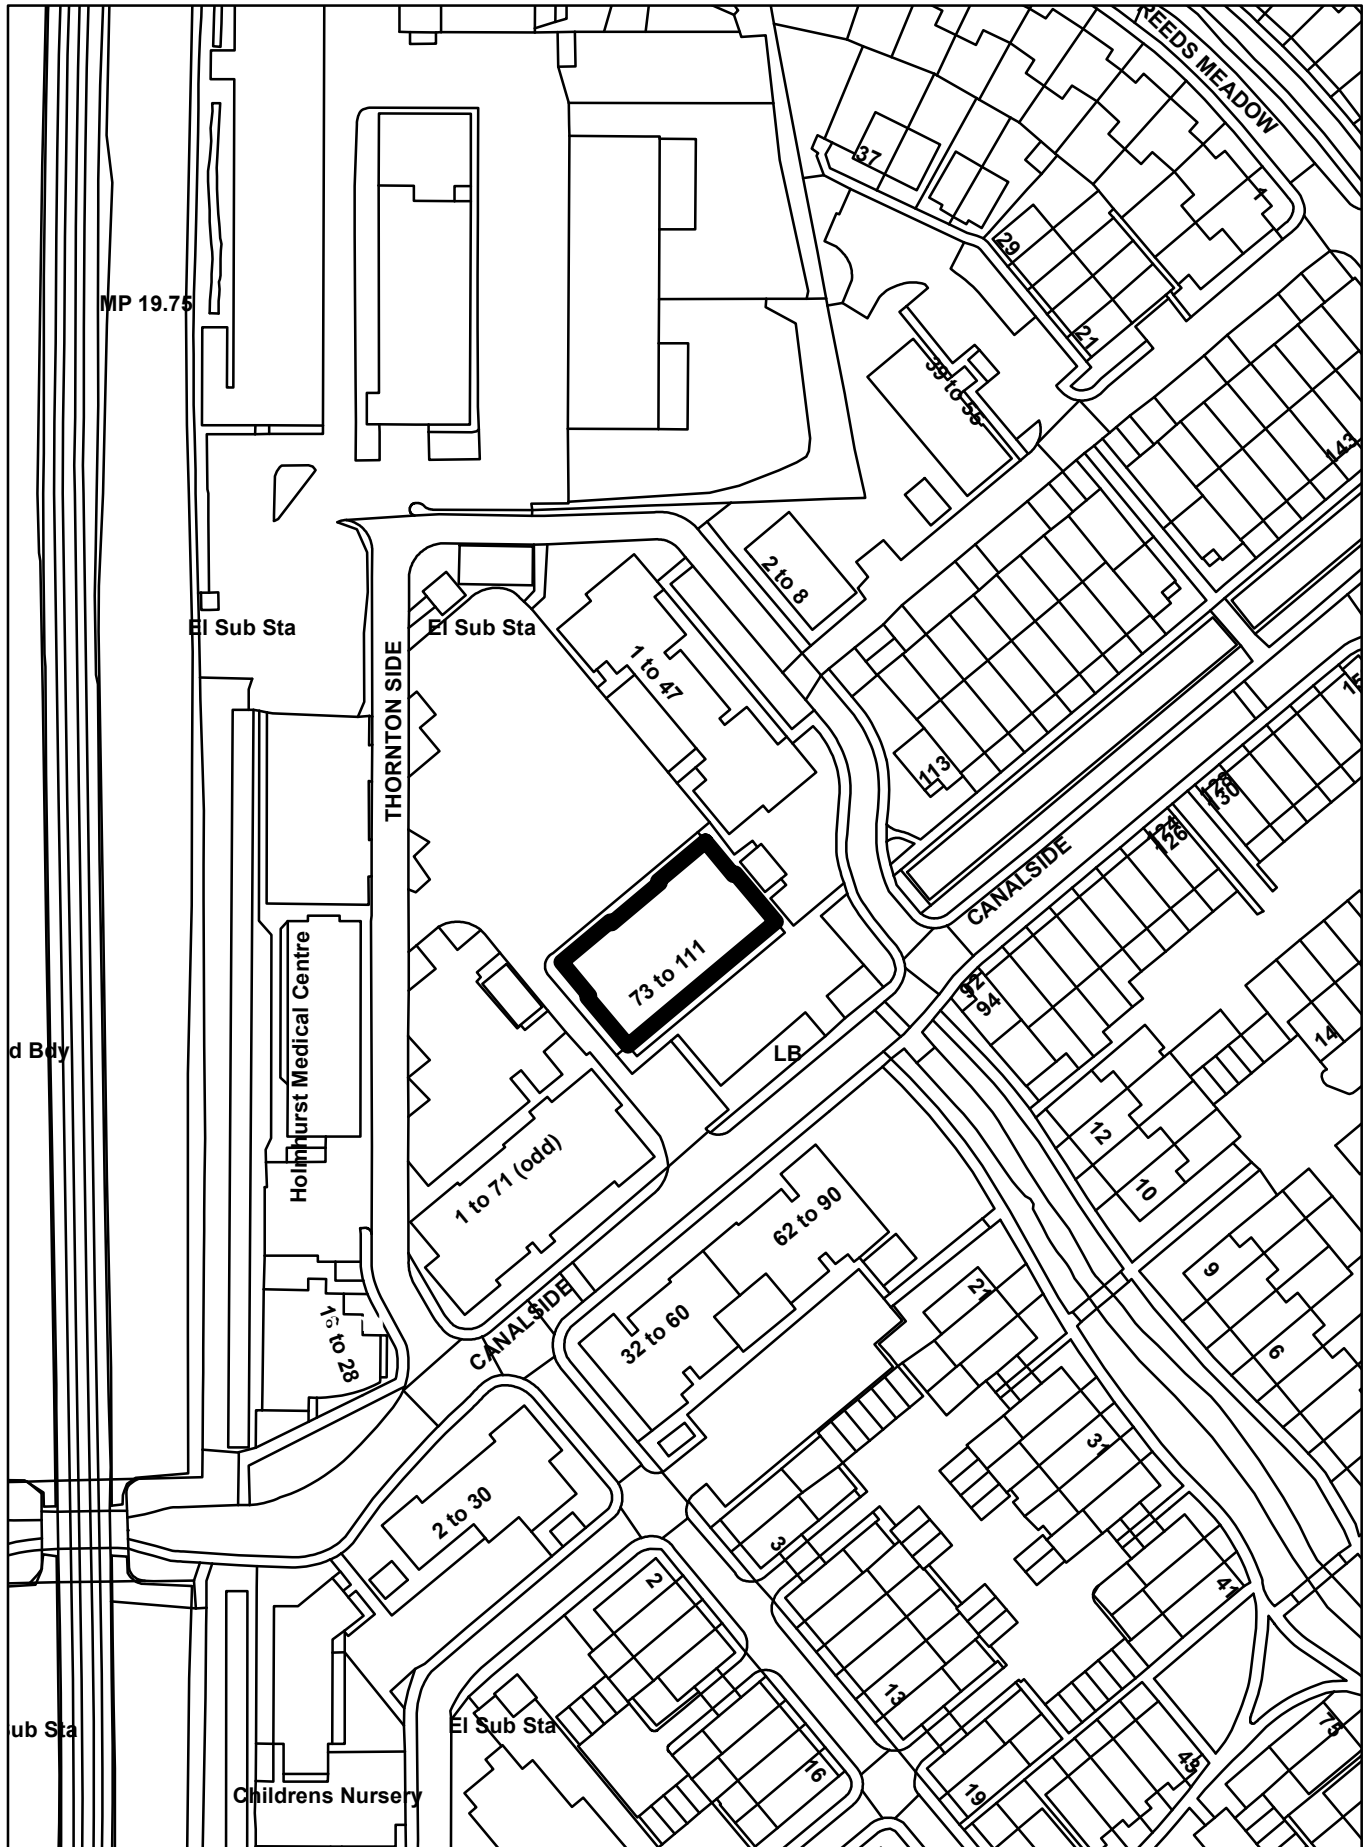 REEDS MEADOW
37
1
29
MP 19.75
21
39 to 55
143
2 to 8
El Sub Sta
El Sub Sta
1 to 47
THORNTON SIDE
113
128
130
124
126
CANALSIDE
73 to 111
Holmhurst Medical Centre
92
94
14
d Bdy
LB
12
1 to 71 (odd)
10
62 to 90
9
21
CANALSIDE
32 to 60
6
to 28
31
2 to 30
3
2
41
13
El Sub Sta
ub Sta
75
43
16
19
Childrens Nursery